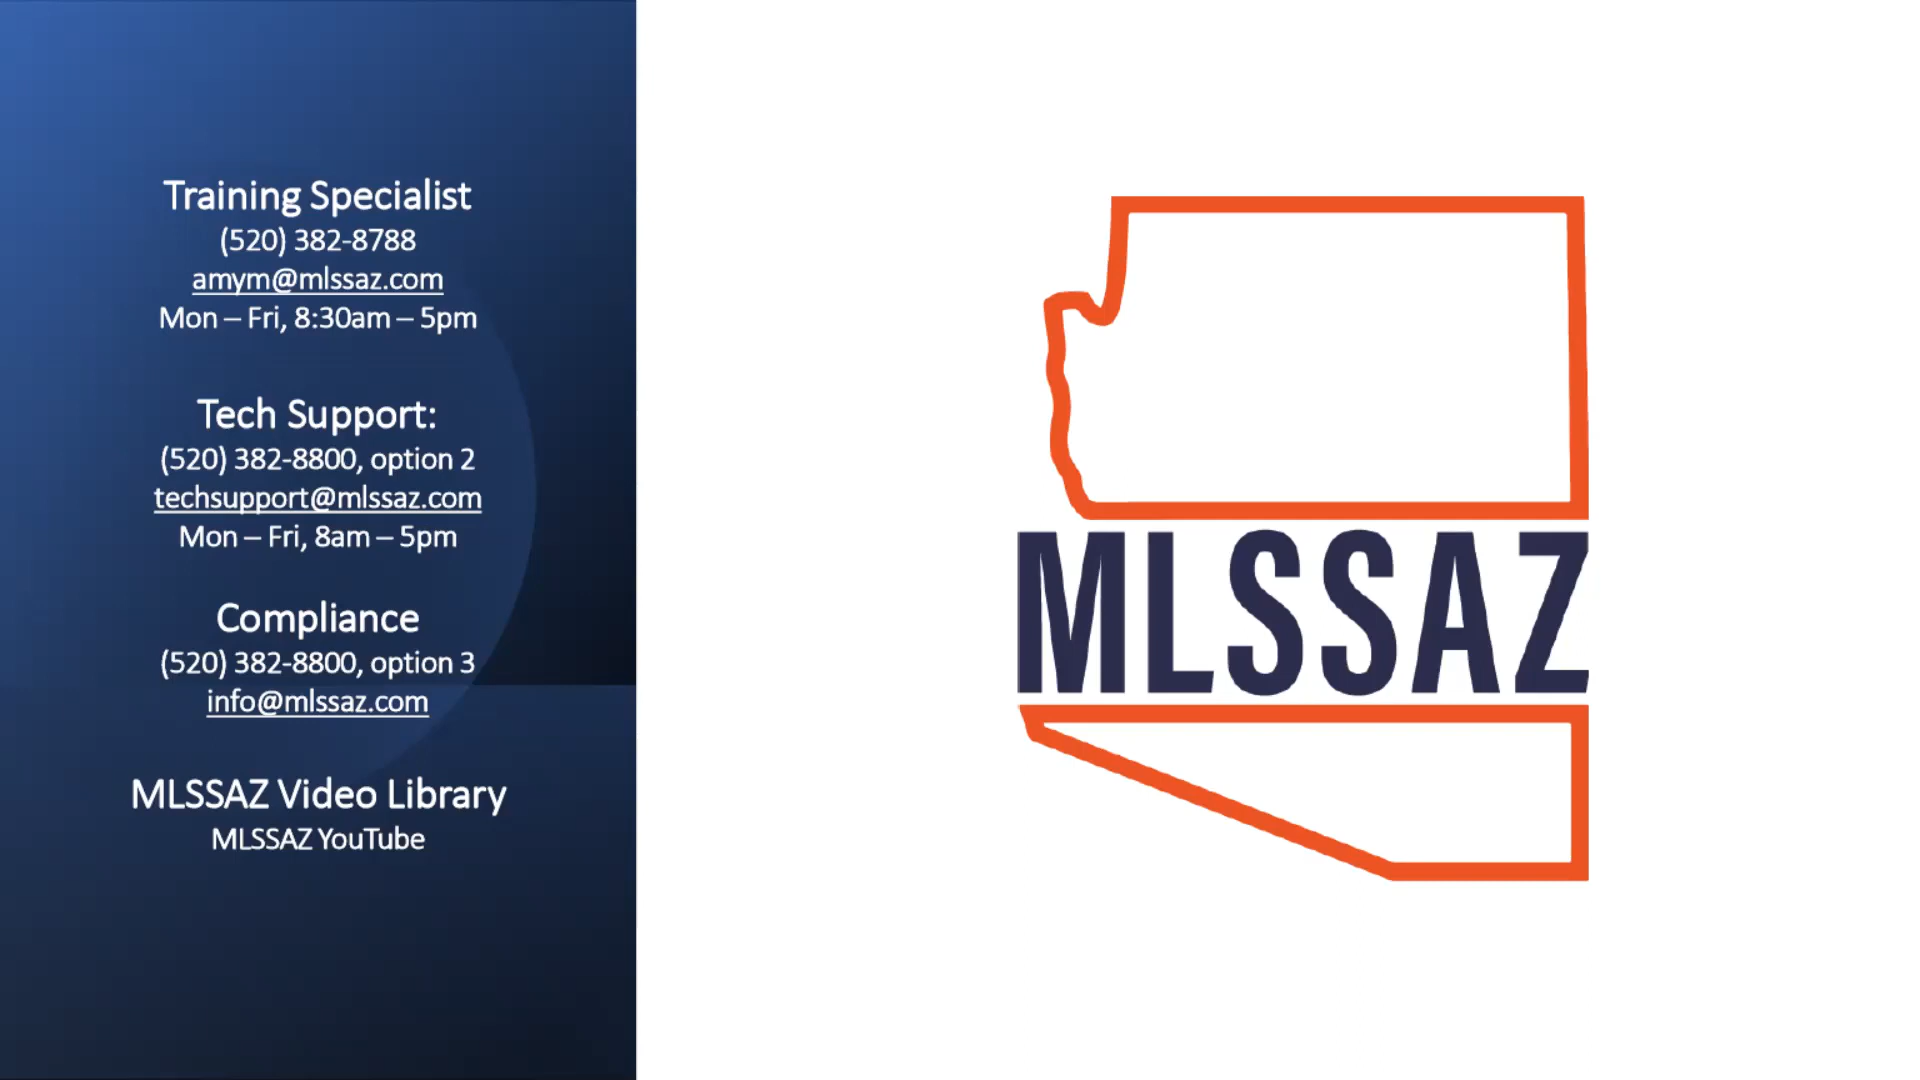 Training Specialist
(520) 382-8788
amym@mlssaz.com
Mon – Fri, 8:30am – 5pm
Tech Support:
(520) 382-8800, option 2
techsupport@mlssaz.com
Mon – Fri, 8am – 5pm
Compliance
(520) 382-8800, option 3
info@mlssaz.com
MLSSAZ Video Library
MLSSAZ YouTube
MLSSAZ